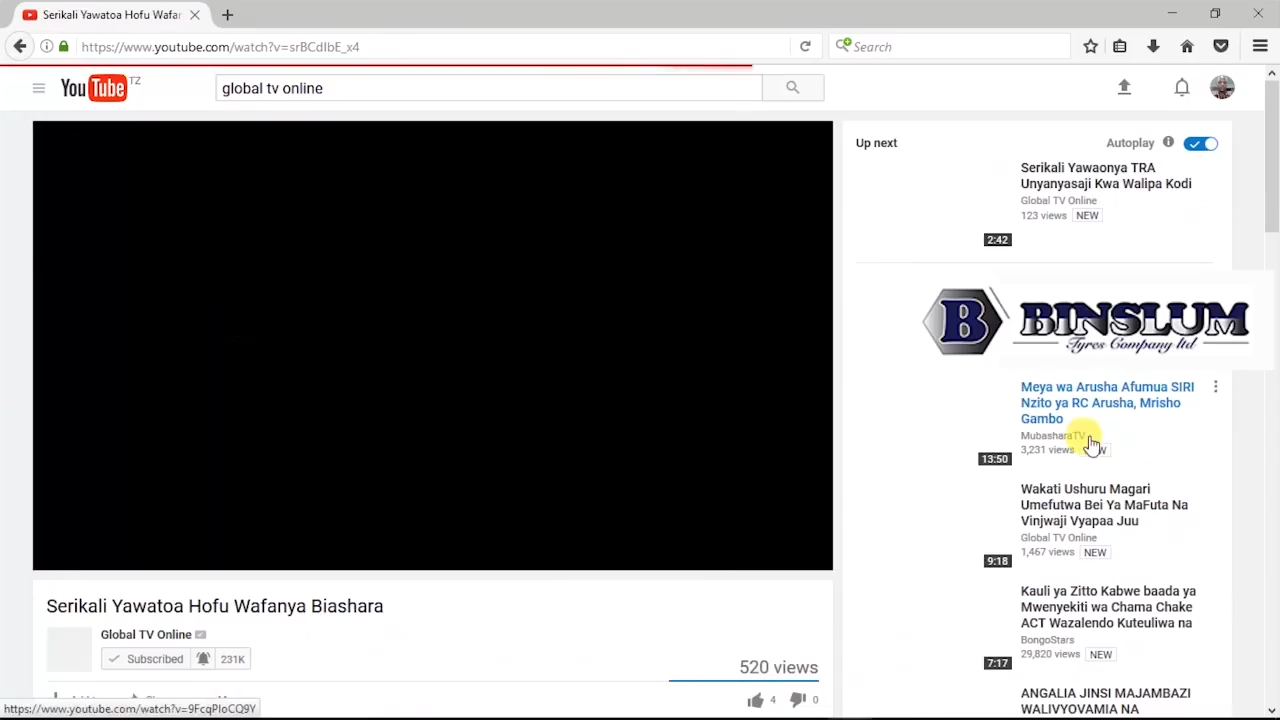 Serikali Yawatoa Hofu Wafan
https://www.youtube.com/watch?v=srBCdIbE_x4
Search
YouTube TZ
global tv online
Up next
Autoplay
Serikali Yawaonya TRA
Unyanyasaji Kwa Walipa Kodi
Global TV Online
123 views NEW
2:42
B BINSLUM
Tyres Company ltd
Meya wa Arusha Afumua SIRI
Nzito ya RC Arusha, Mrisho
Gambo
MubasharaTV
3,231 views
13:50
Wakati Ushuru Magari
Umefutwa Bei Ya MaFuta Na
Vinjwaji Vyapaa Juu
Global TV Online
1,467 views NEW
9:18
Kauli ya Zitto Kabwe baada ya
Mwenyekiti wa Chama Chake
ACT Wazalendo Kuteuliwa na
BongoStars
29,820 views NEW
7:17
ANGALIA JINSI MAJAMBAZI
WALIVYOVAMIA NA
Serikali Yawatoa Hofu Wafanya Biashara
Global TV Online
Subscribed 231K
520 views
4 0
https://www.youtube.com/watch?v=9FcqPIoCQ9Y